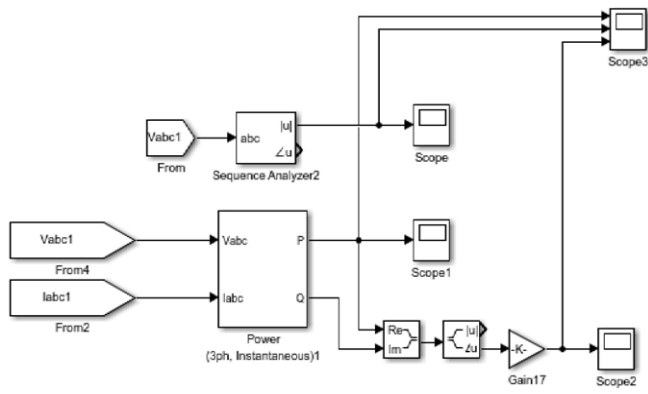 Scope3
|u|
Vabc1
abc
∠u
From
Sequence Analyzer2
Scope
Vabc1
Vabc
P
From4
Scope1
Iabc1
Iabc
Q
From2
Power
(3ph, Instantaneous)1
Re
Im
|u|
∠u
-K-
Gain17
Scope2